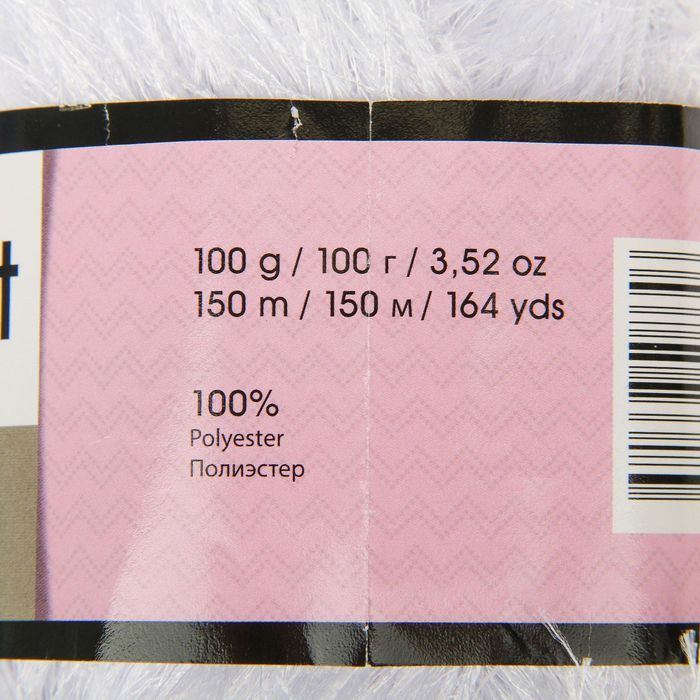 100 g / 100 г / 3,52 oz
150 m / 150 м / 164 yds
100%
Polyester
Полиэстер